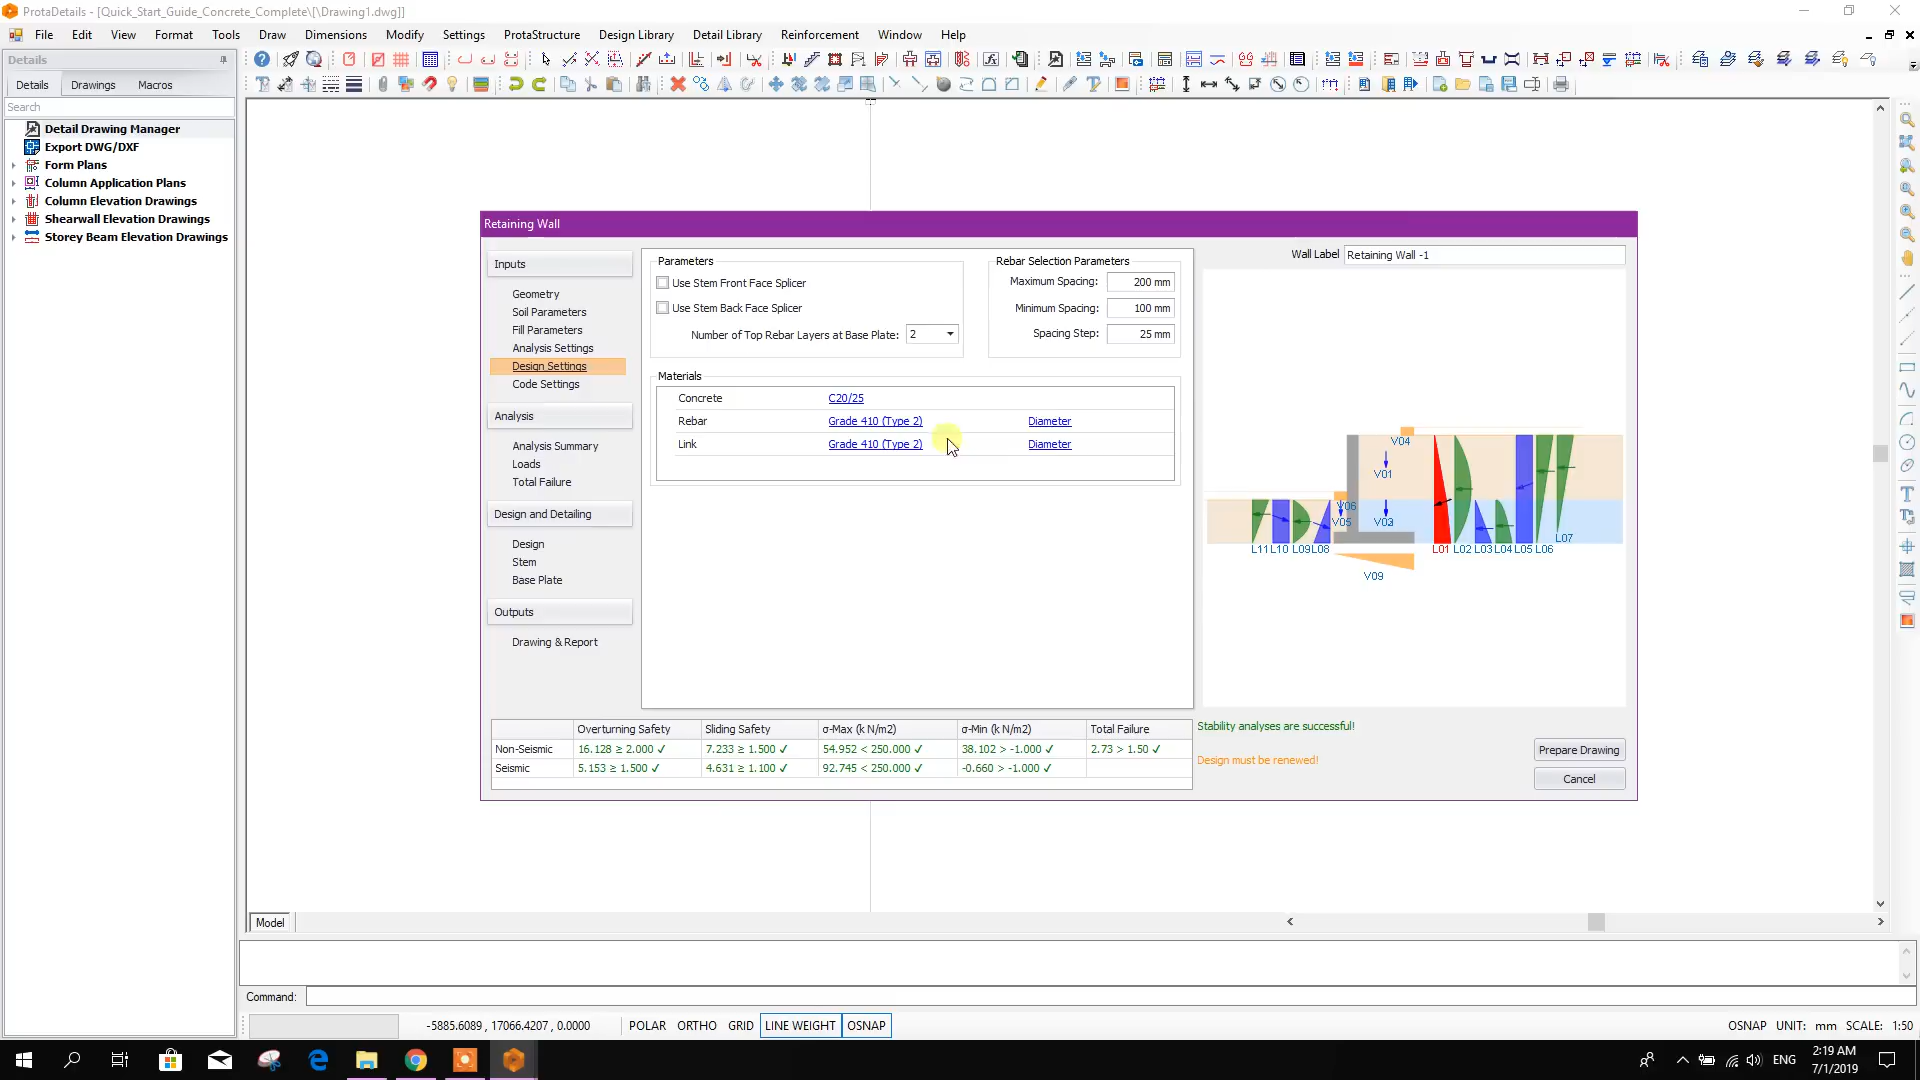 ProtaDetails - [Quick_Start_Guide_Concrete_Complete\[\Drawing1.dwg]]
File Edit View Format Tools Draw Dimensions Modify Settings ProtaStructure Design Library Detail Library Reinforcement Window Help
Details
Details Drawings Macros
Search
Detail Drawing Manager
Export DWG/DXF
Form Plans
Column Application Plans
Column Elevation Drawings
Shearwall Elevation Drawings
Storey Beam Elevation Drawings
Retaining Wall
Inputs
Geometry
Soil Parameters
Fill Parameters
Analysis Settings
Design Settings
Code Settings
Analysis
Analysis Summary
Loads
Total Failure
Design and Detailing
Design
Stem
Base Plate
Outputs
Drawing & Report
Parameters
Use Stem Front Face Splicer
Use Stem Back Face Splicer
Number of Top Rebar Layers at Base Plate: 2
Rebar Selection Parameters
Maximum Spacing: 200 mm
Minimum Spacing: 100 mm
Spacing Step: 25 mm
Materials
Concrete C20/25
Rebar Grade 410 (Type 2) Diameter
Link Grade 410 (Type 2) Diameter
Wall Label Retaining Wall -1
V04
V01
V06
V05 V03
L11 L10 L09 L08 L01 L02 L03 L04 L05 L06 L07
V09
Overturning Safety Sliding Safety σ-Max (k N/m2) σ-Min (k N/m2) Total Failure
Non-Seismic 16.128 ≥ 2.000 ✓ 7.233 ≥ 1.500 ✓ 54.952 < 250.000 ✓ 38.102 > -1.000 ✓ 2.73 > 1.50 ✓
Seismic 5.153 ≥ 1.500 ✓ 4.631 ≥ 1.100 ✓ 92.745 < 250.000 ✓ -0.660 > -1.000 ✓
Stability analyses are successful!
Design must be renewed!
Prepare Drawing
Cancel
Model
Command:
-5885.6089 , 17066.4207 , 0.0000 POLAR ORTHO GRID LINE WEIGHT OSNAP
OSNAP UNIT: mm SCALE: 1:50
ENG
2:19 AM
7/1/2019